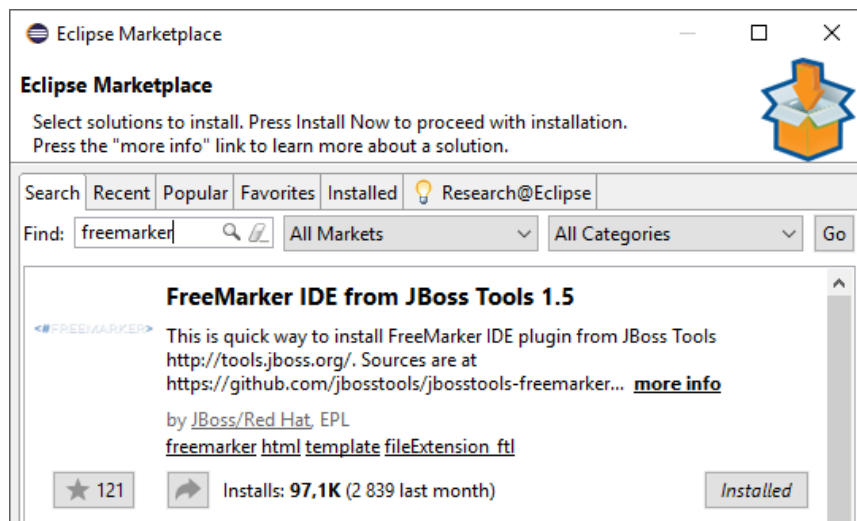 Eclipse Marketplace
Eclipse Marketplace
Select solutions to install. Press Install Now to proceed with installation.
Press the "more info" link to learn more about a solution.
Search Recent Popular Favorites Installed Research@Eclipse
Find: freemarker All Markets All Categories Go
FreeMarker IDE from JBoss Tools 1.5
<#FREEMARKER>
This is quick way to install FreeMarker IDE plugin from JBoss Tools
http://tools.jboss.org/. Sources are at
https://github.com/jbosstools/jbosstools-freemarker... more info
by JBoss/Red Hat, EPL
freemarker html template fileExtension_ftl
121 Installs: 97,1K (2 839 last month) Installed